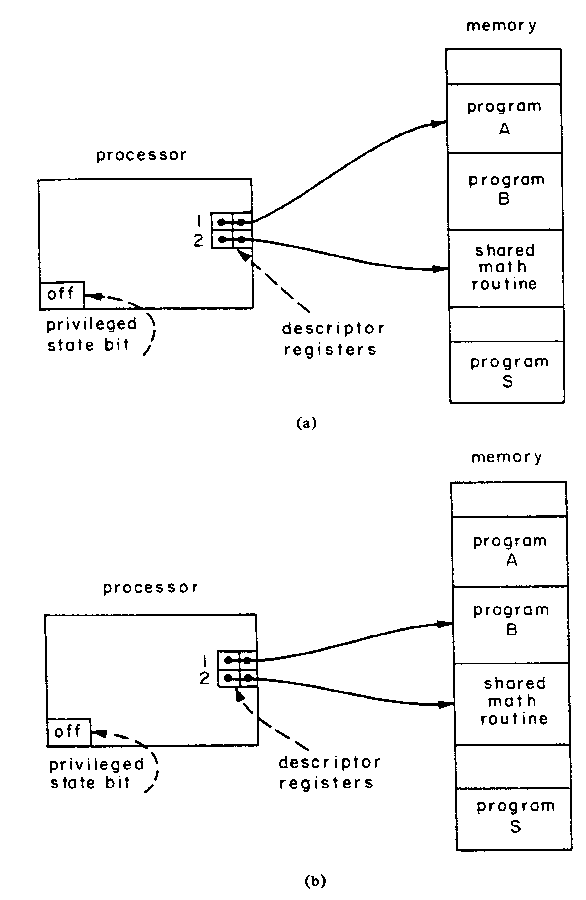 memory
program
A
processor
program
B
1
2
shared
math
routine
off
privileged
state bit
descriptor
registers
program
S
(a)
memory
program
A
processor
program
B
1
2
shared
math
routine
off
privileged
state bit
descriptor
registers
program
S
(b)